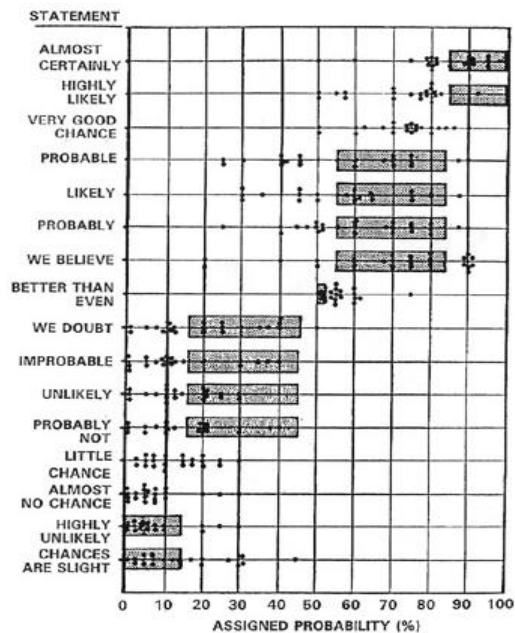 STATEMENT
ALMOST
CERTAINLY
HIGHLY
LIKELY
VERY GOOD
CHANCE
PROBABLE
LIKELY
PROBABLY
WE BELIEVE
BETTER THAN
EVEN
WE DOUBT
IMPROBABLE
UNLIKELY
PROBABLY
NOT
LITTLE
CHANCE
ALMOST
NO CHANCE
HIGHLY
UNLIKELY
CHANCES
ARE SLIGHT
0 10 20 30 40 50 60 70 80 90 100
ASSIGNED PROBABILITY (%)